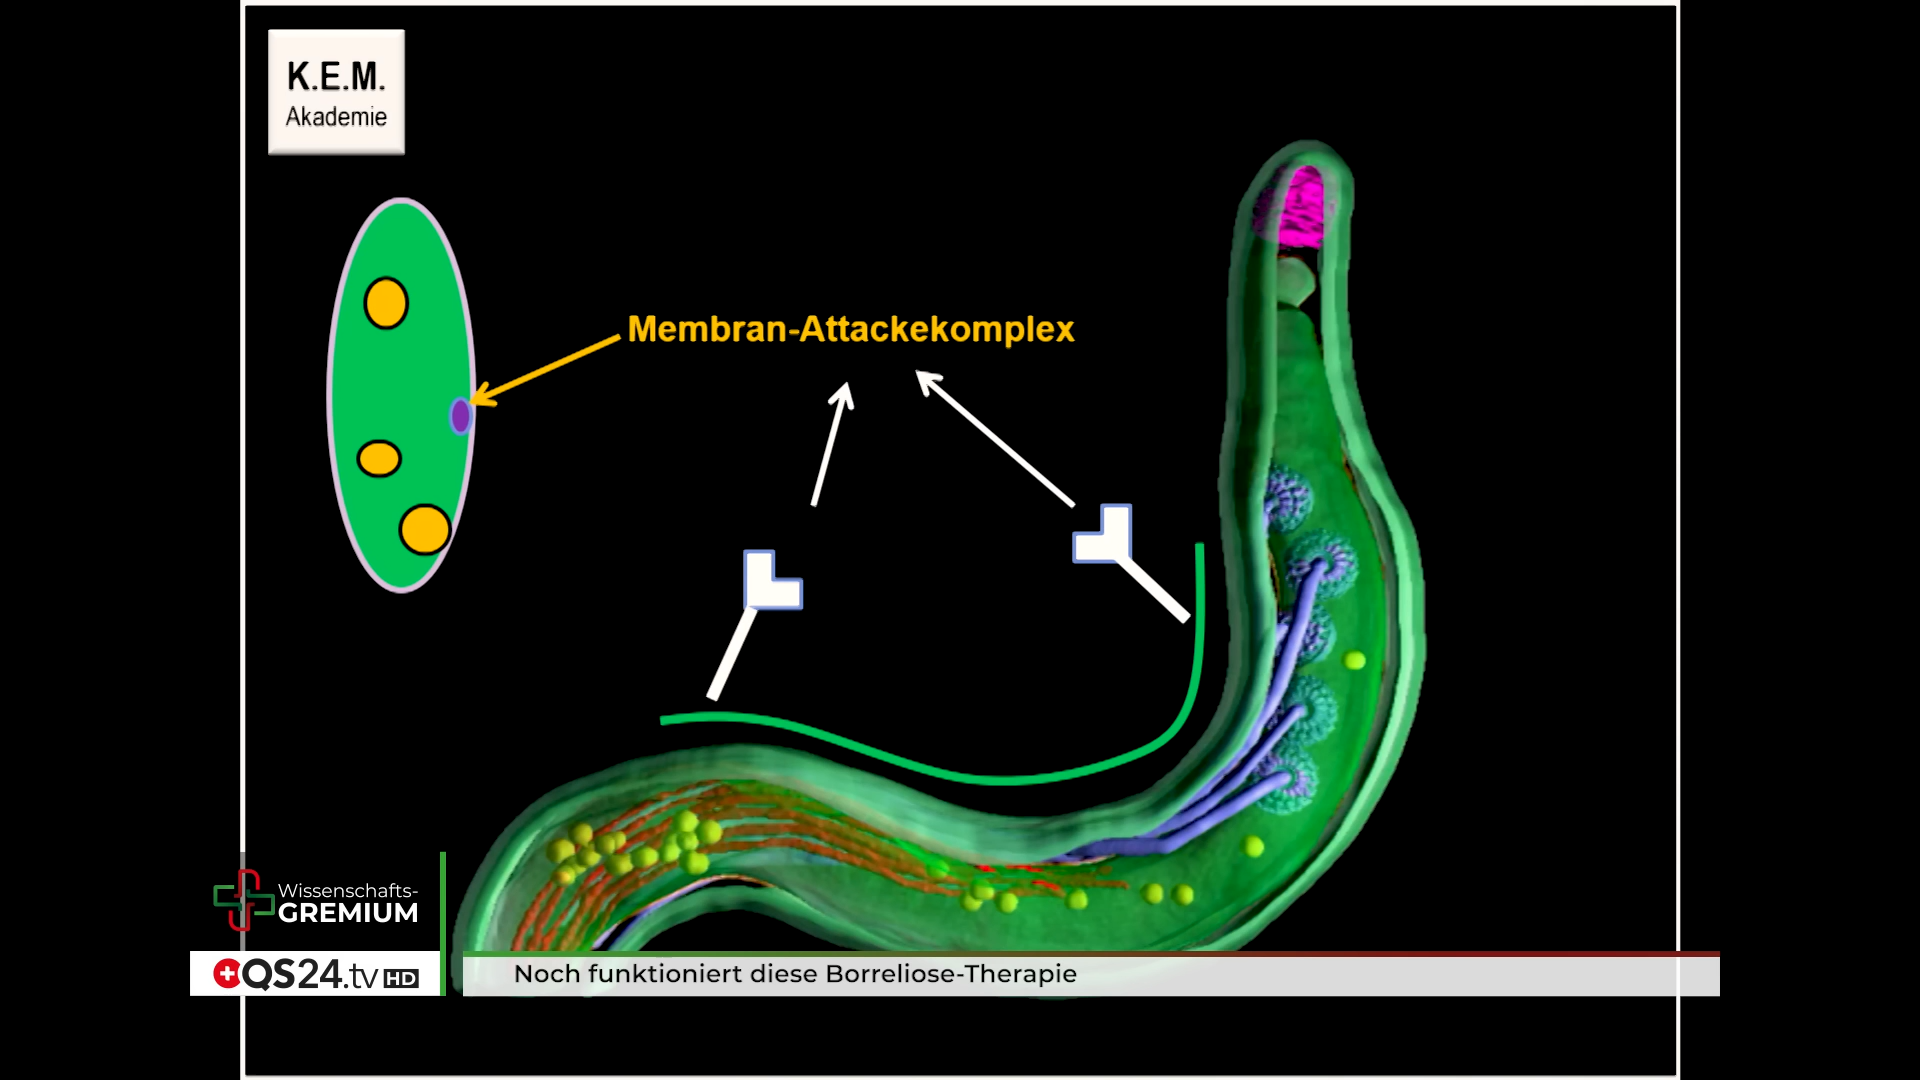 K.E.M.
Akademie
Membran-Attackekomplex
Wissenschafts-
GREMIUM
QS24.tv HD
Noch funktioniert diese Borreliose-Therapie